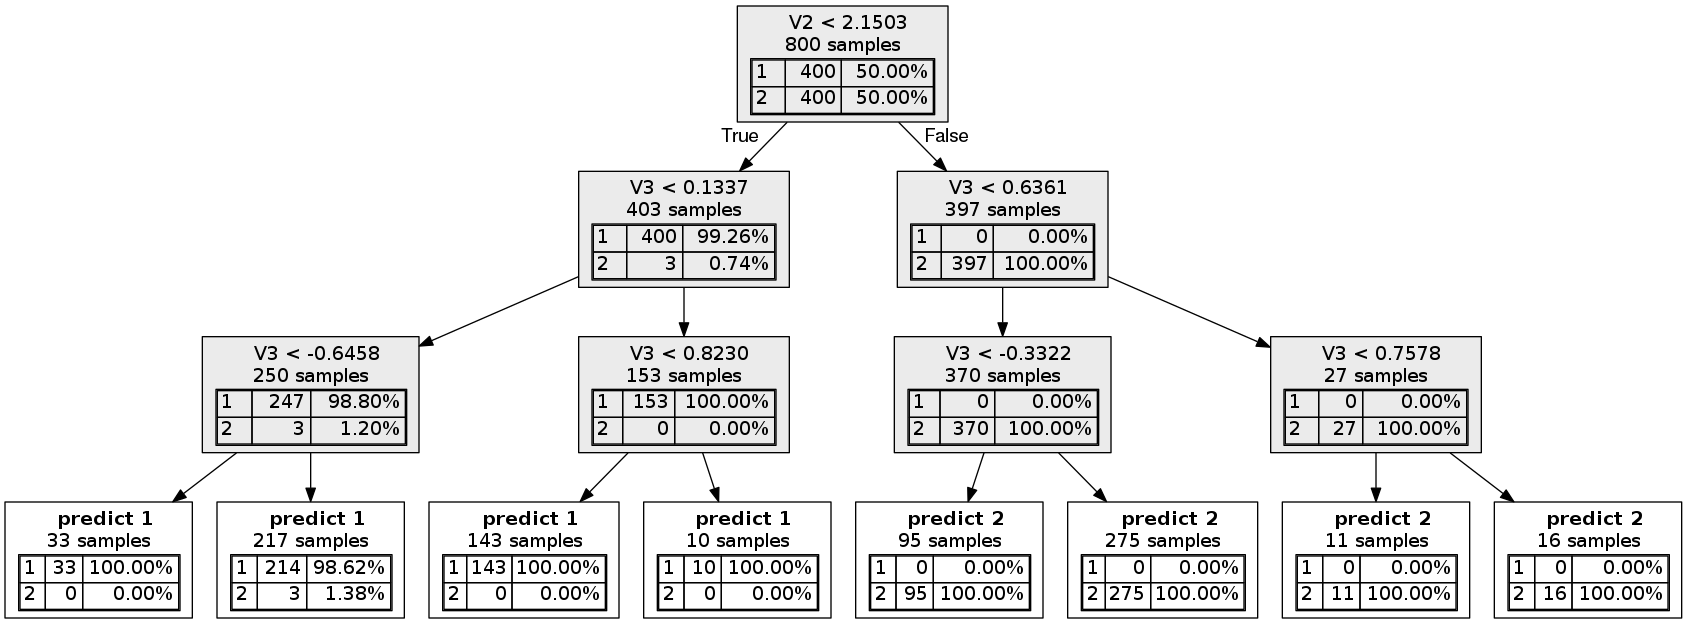 V2 < 2.1503
800 samples
1 400 50.00%
2 400 50.00%
True
False
V3 < 0.1337
403 samples
1 400 99.26%
2 3 0.74%
V3 < 0.6361
397 samples
1 0 0.00%
2 397 100.00%
V3 < -0.6458
250 samples
1 247 98.80%
2 3 1.20%
V3 < 0.8230
153 samples
1 153 100.00%
2 0 0.00%
V3 < -0.3322
370 samples
1 0 0.00%
2 370 100.00%
V3 < 0.7578
27 samples
1 0 0.00%
2 27 100.00%
predict 1
33 samples
1 33 100.00%
2 0 0.00%
predict 1
217 samples
1 214 98.62%
2 3 1.38%
predict 1
143 samples
1 143 100.00%
2 0 0.00%
predict 1
10 samples
1 10 100.00%
2 0 0.00%
predict 2
95 samples
1 0 0.00%
2 95 100.00%
predict 2
275 samples
1 0 0.00%
2 275 100.00%
predict 2
11 samples
1 0 0.00%
2 11 100.00%
predict 2
16 samples
1 0 0.00%
2 16 100.00%